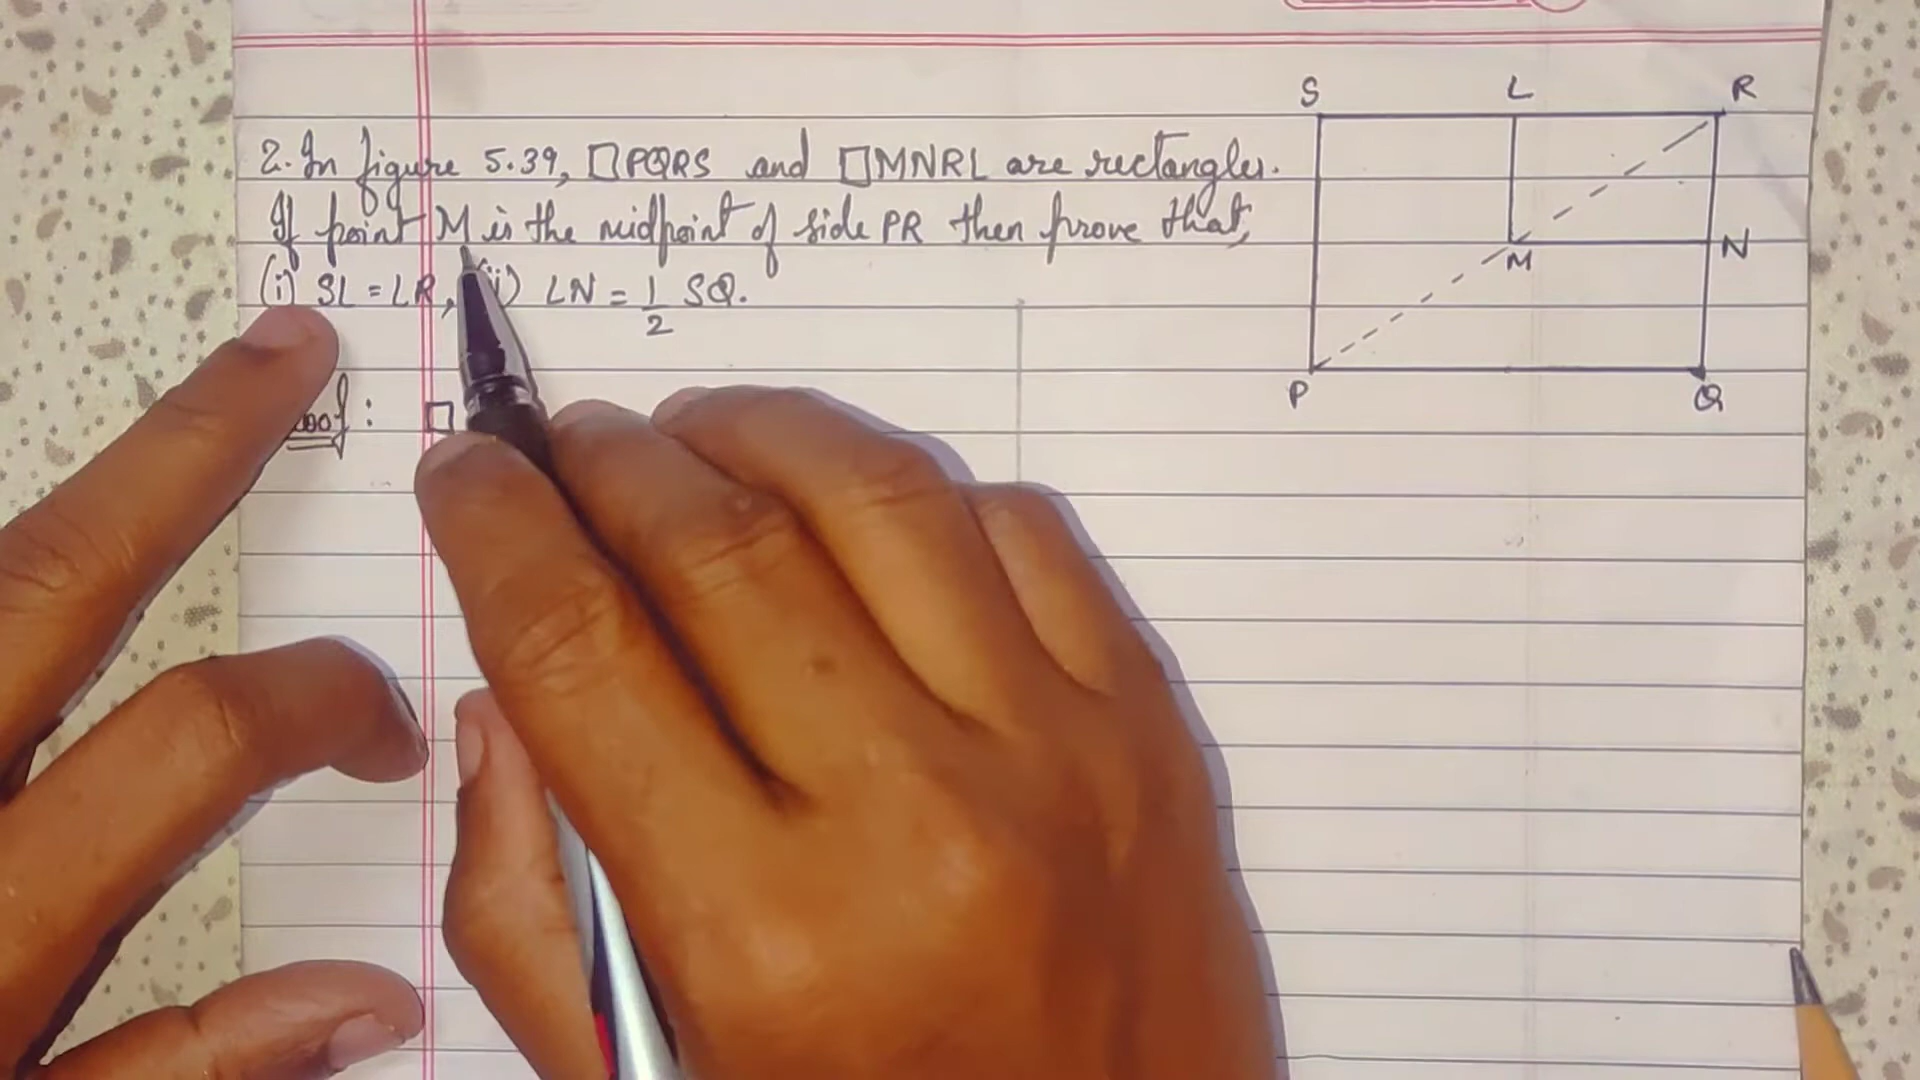 S L R
2. In figure 5.39, □PQRS and □MNRL are rectangles.
If point M is the midpoint of side PR then prove that,
M N
(i) SL = LR, (ii) LN = 1/2 SQ.
P Q
: □